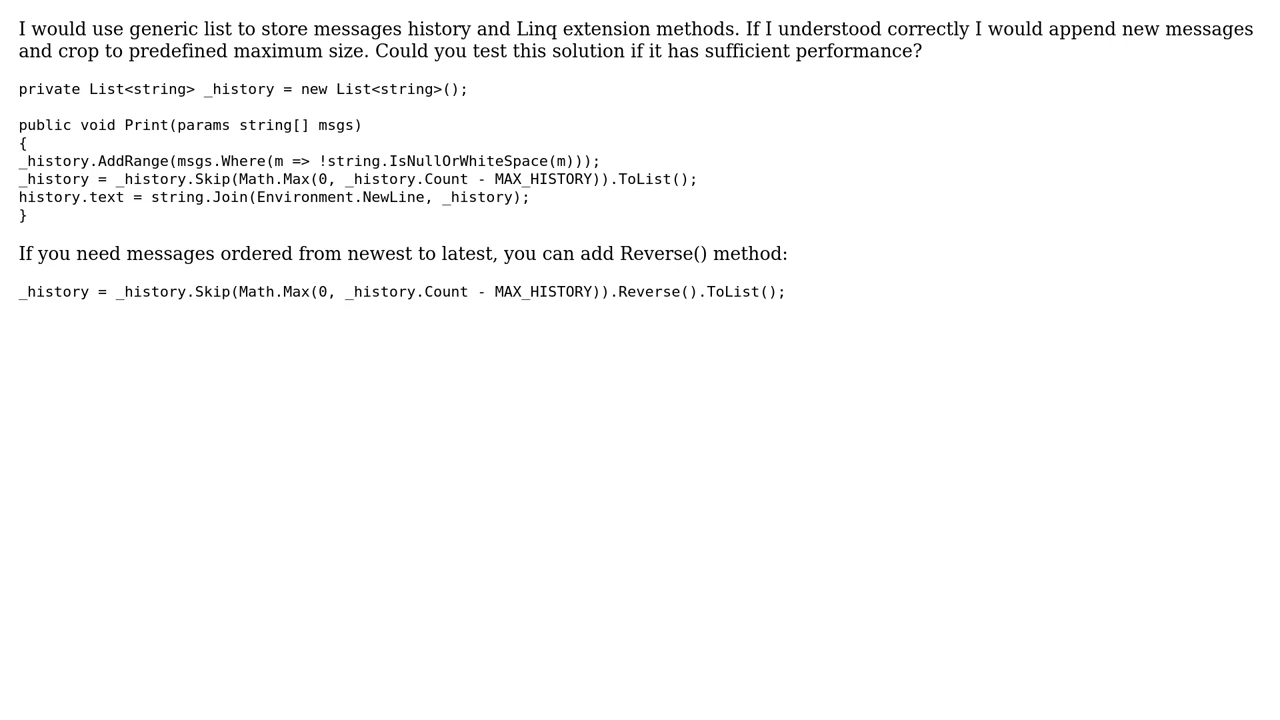 I would use generic list to store messages history and Linq extension methods. If I understood correctly I would append new messages
and crop to predefined maximum size. Could you test this solution if it has sufficient performance?
private List<string> _history = new List<string>();
public void Print(params string[] msgs)
{
_history.AddRange(msgs.Where(m => !string.IsNullOrWhiteSpace(m)));
_history = _history.Skip(Math.Max(0, _history.Count - MAX_HISTORY)).ToList();
history.text = string.Join(Environment.NewLine, _history);
}
If you need messages ordered from newest to latest, you can add Reverse() method:
_history = _history.Skip(Math.Max(0, _history.Count - MAX_HISTORY)).Reverse().ToList();